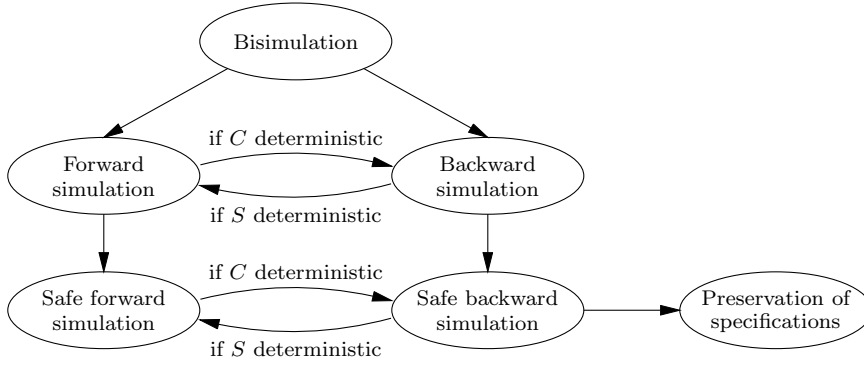 Bisimulation
if C deterministic
Forward
simulation
Backward
simulation
if S deterministic
if C deterministic
Safe forward
simulation
Safe backward
simulation
Preservation of
specifications
if S deterministic